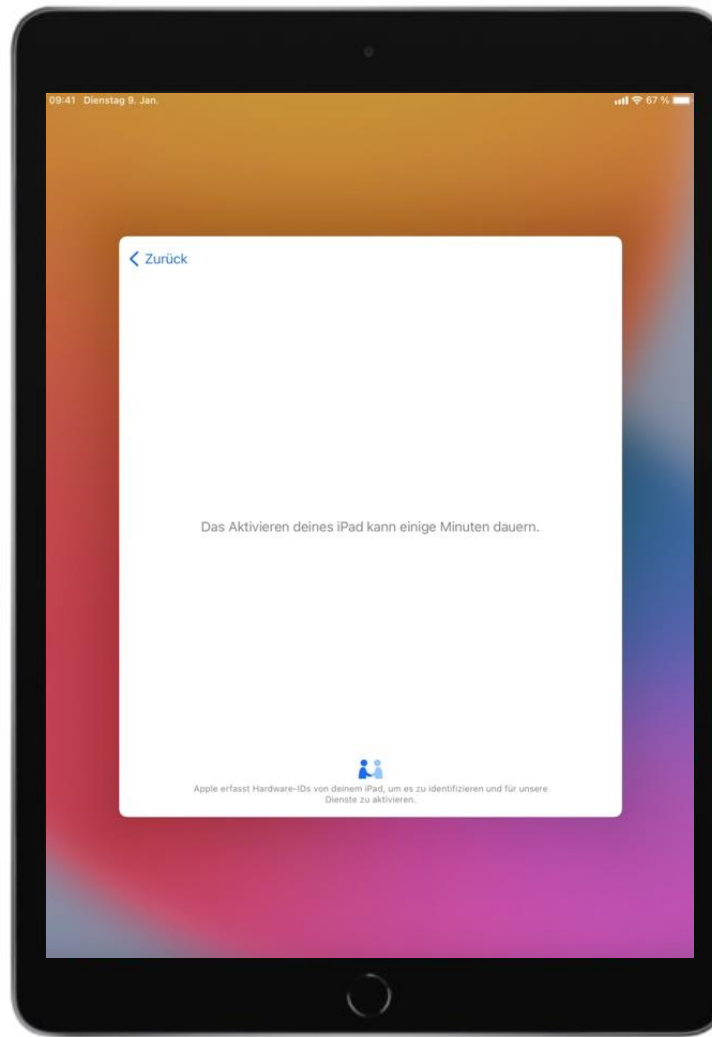 09:41 Dienstag 9. Jan. 67 %
Zurück
Das Aktivieren deines iPad kann einige Minuten dauern.
Apple erfasst Hardware-IDs von deinem iPad, um es zu identifizieren und für unsere
Dienste zu aktivieren.